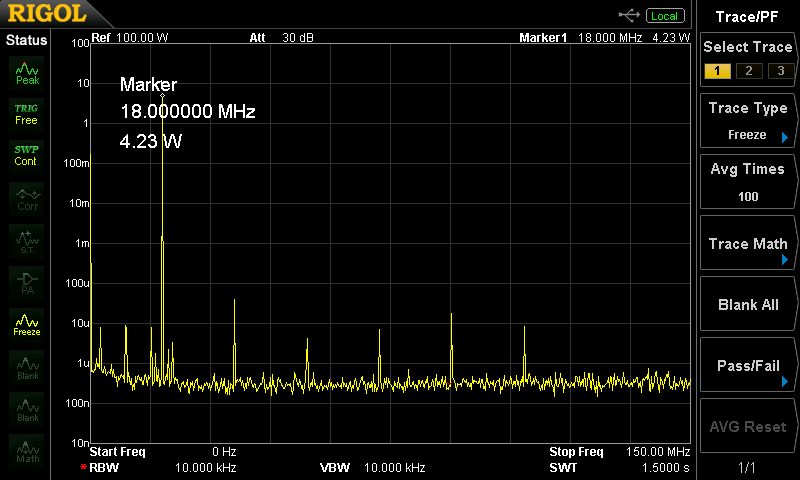 RIGOL
Status
Peak
TRIG
Free
SWP
Cont
Corr
S.T.
PA
Freeze
Blank
Blank
Math
Ref 100.00 W Att 30 dB Marker1 18.000 MHz 4.23 W
Local
100
10
1
100m
10m
1m
100u
10u
1u
100n
10n
Marker
18.000000 MHz
4.23 W
Start Freq 0 Hz Stop Freq 150.00 MHz
RBW 10.000 kHz VBW 10.000 kHz SWT 1.5000 s
Trace/PF
Select Trace
1 2 3
Trace Type
Freeze
Avg Times
100
Trace Math
Blank All
Pass/Fail
AVG Reset
1/1